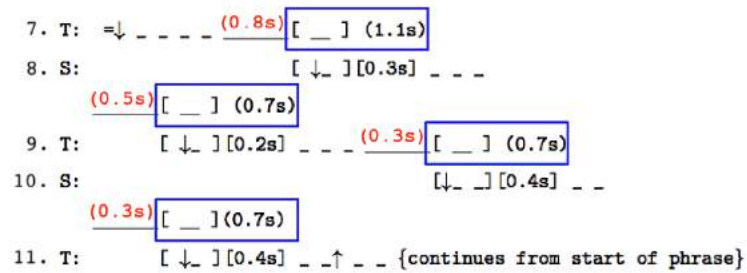 7. T: =↓ _ _ _ _ (0.8s) [ __ ] (1.1s)
8. S: [ ↓_ ][0.3s] _ _ _
(0.5s) [ __ ] (0.7s)
9. T: [ ↓_ ][0.2s] _ _ _ (0.3s) [ __ ] (0.7s)
10. S: [↓_ _][0.4s] _ _
(0.3s) [ __ ](0.7s)
11. T: [ ↓_ ][0.4s] _ _↑ _ _ {continues from start of phrase}